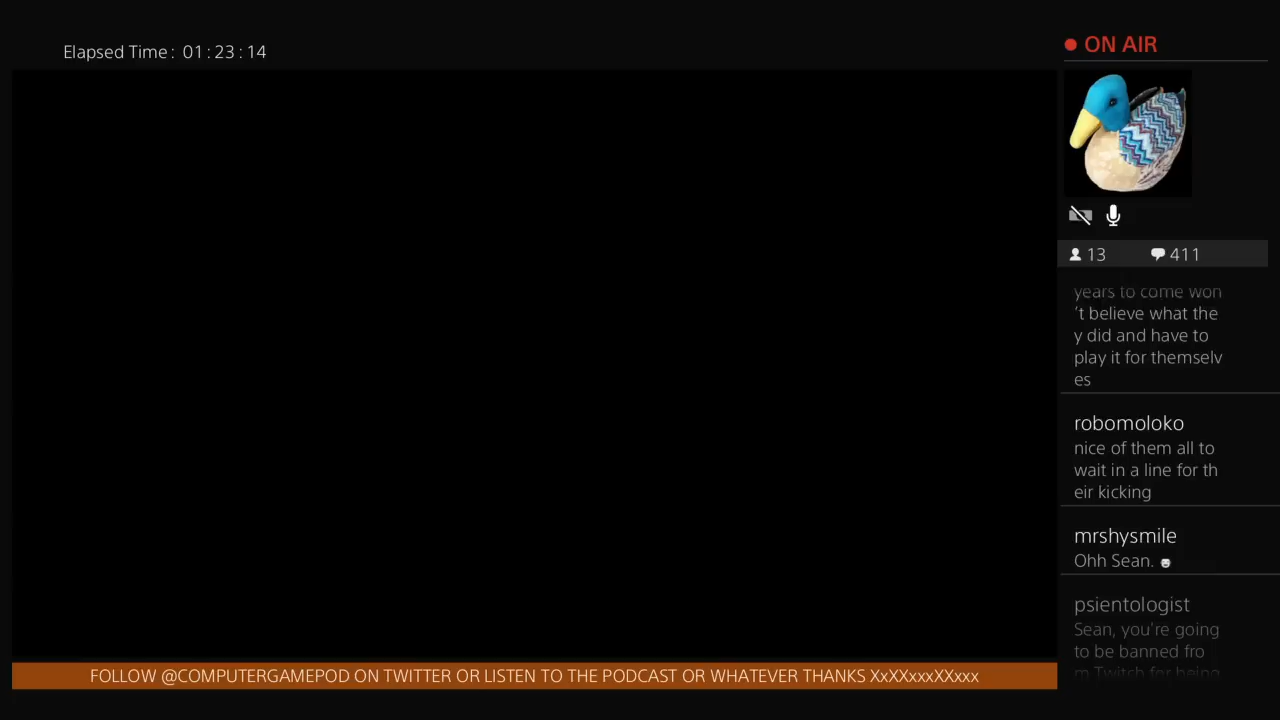 Elapsed Time: 01:23:14
ON AIR
13 411
years to come won
't believe what the
y did and have to
play it for themselv
es
robomoloko
nice of them all to
wait in a line for th
eir kicking
mrshysmile
Ohh Sean.
psientologist
Sean, you're going
to be banned fro
m Twitch for being
FOLLOW @COMPUTERGAMEPOD ON TWITTER OR LISTEN TO THE PODCAST OR WHATEVER THANKS XxXXxxxXXxxx